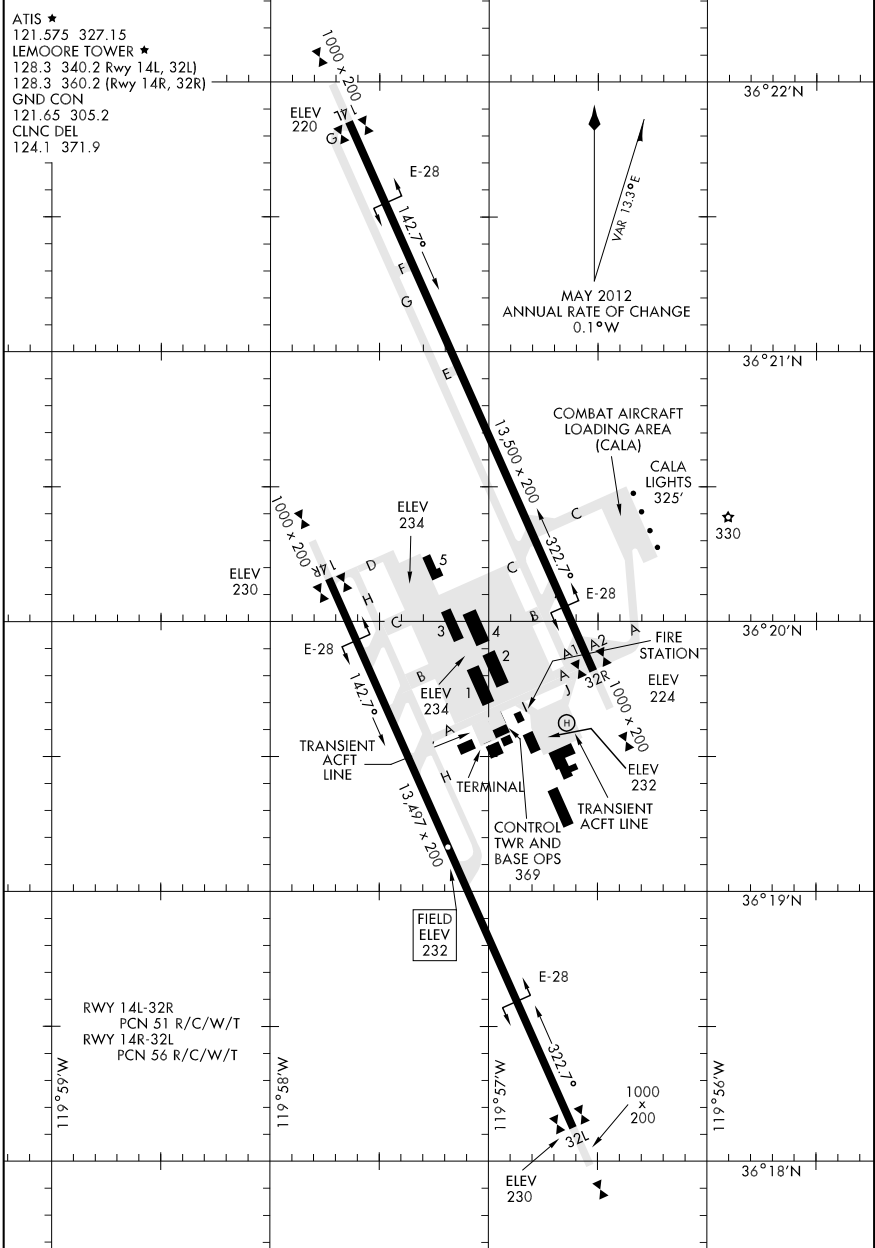 ATIS ★
121.575 327.15
LEMOORE TOWER ★
128.3 340.2 Rwy 14L, 32L)
128.3 360.2 (Rwy 14R, 32R)
GND CON
121.65 305.2
CLNC DEL
124.1 371.9
1000 x 200
36°22'N
ELEV
220
14L
G
E-28
142.7°
VAR 13.3°E
F
G
MAY 2012
ANNUAL RATE OF CHANGE
0.1°W
36°21'N
E
13,500 x 200
COMBAT AIRCRAFT
LOADING AREA
(CALA)
CALA
LIGHTS
325'
330
1000 x 200
ELEV
234
C
322.7°
14R
D
5
C
ELEV
230
H
E-28
B
C
3
4
36°20'N
A
E-28
A1
A2
FIRE
STATION
2
B
A
32R
ELEV
224
142.7°
ELEV
234
1
J
I
1000 x 200
A
H
TRANSIENT
ACFT
LINE
H
TERMINAL
ELEV
232
13,497 x 200
TRANSIENT
ACFT LINE
CONTROL
TWR AND
BASE OPS
369
36°19'N
FIELD
ELEV
232
E-28
RWY 14L-32R
PCN 51 R/C/W/T
RWY 14R-32L
PCN 56 R/C/W/T
322.7°
119°59'W
119°58'W
119°57'W
119°56'W
1000
x
200
32L
36°18'N
ELEV
230